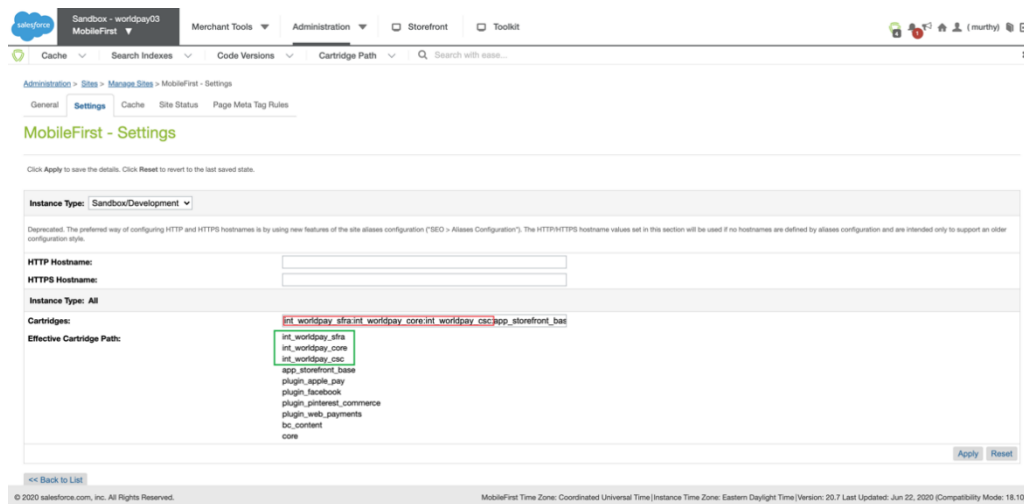 salesforce
Sandbox - worldpay03
MobileFirst
Merchant Tools
Administration
Storefront
Toolkit
4
1
( murthy)
Cache
Search Indexes
Code Versions
Cartridge Path
Search with ease...
Administration > Sites > Manage Sites > MobileFirst - Settings
General
Settings
Cache
Site Status
Page Meta Tag Rules
MobileFirst - Settings
Click Apply to save the details. Click Reset to revert to the last saved state.
Instance Type: Sandbox/Development
Deprecated. The preferred way of configuring HTTP and HTTPS hostnames is by using new features of the site aliases configuration ("SEO > Aliases Configuration"). The HTTP/HTTPS hostname values set in this section will be used if no hostnames are defined by aliases configuration and are intended only to support an older
configuration style.
HTTP Hostname:
HTTPS Hostname:
Instance Type: All
Cartridges: int_worldpay_sfra:int_worldpay_core:int_worldpay_csc:app_storefront_bas
Effective Cartridge Path: int_worldpay_sfra
int_worldpay_core
int_worldpay_csc
app_storefront_base
plugin_apple_pay
plugin_facebook
plugin_pinterest_commerce
plugin_web_payments
bc_content
core
Apply
Reset
<< Back to List
© 2020 salesforce.com, inc. All Rights Reserved.
MobileFirst Time Zone: Coordinated Universal Time|Instance Time Zone: Eastern Daylight Time|Version: 20.7 Last Updated: Jun 22, 2020 (Compatibility Mode: 18.10